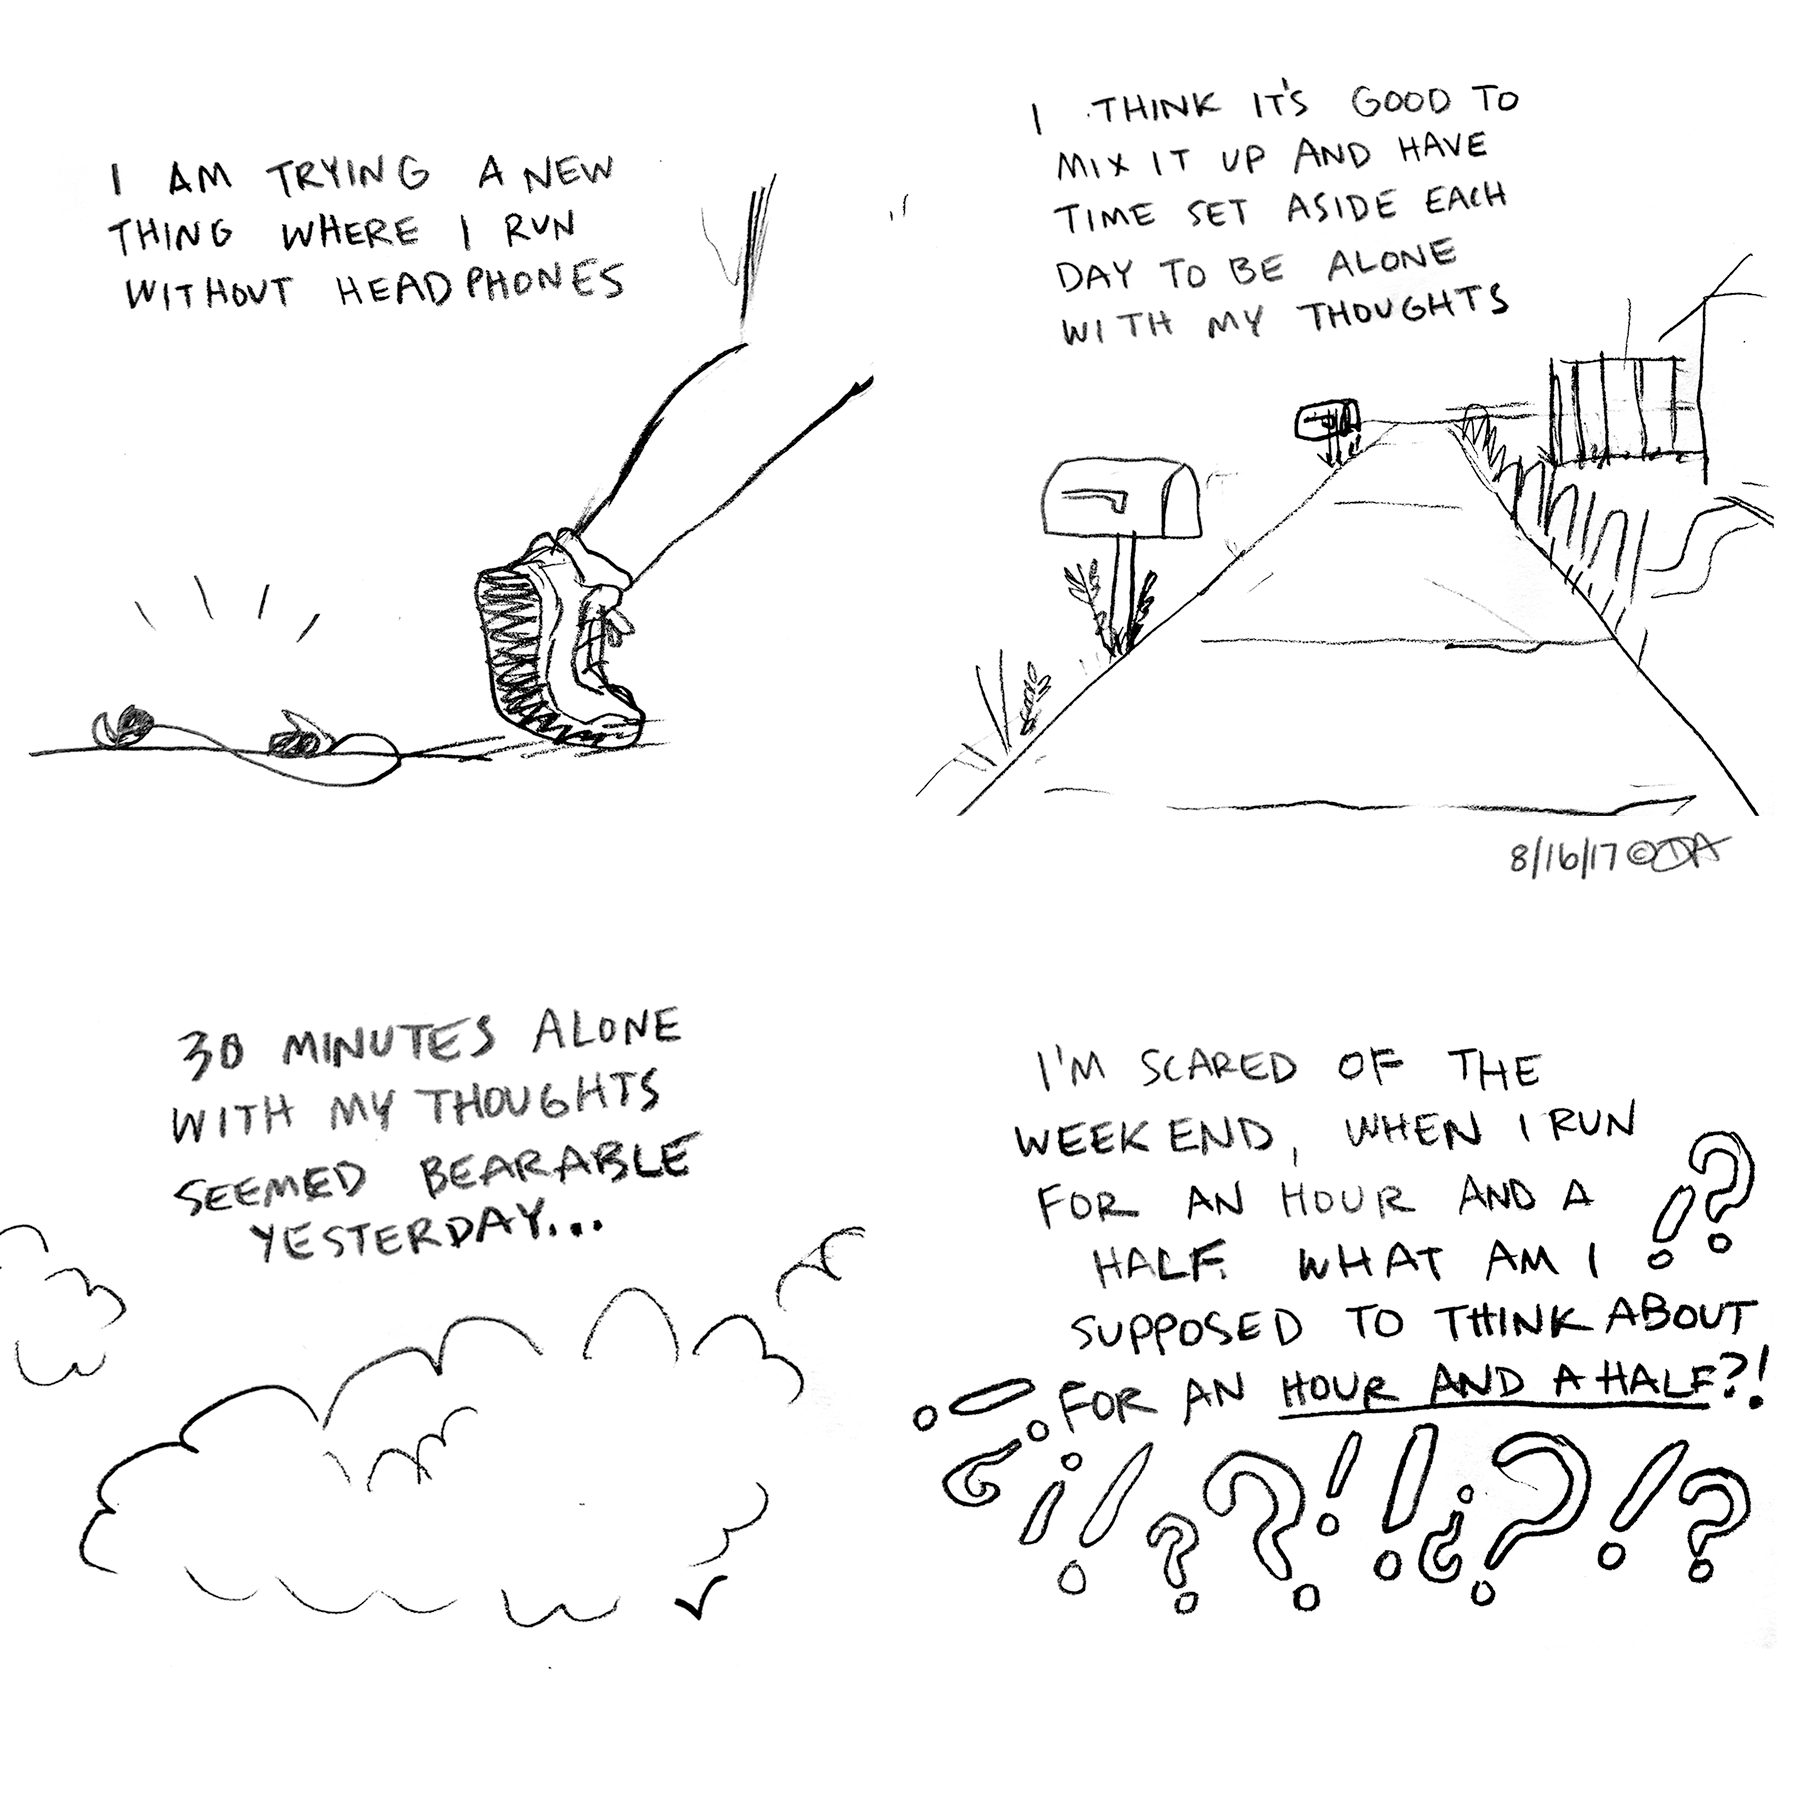 I AM TRYING A NEW
THING WHERE I RUN
WITHOUT HEADPHONES
I THINK IT'S GOOD TO
MIX IT UP AND HAVE
TIME SET ASIDE EACH
DAY TO BE ALONE
WITH MY THOUGHTS
8/16/17 © DA
30 MINUTES ALONE
WITH MY THOUGHTS
SEEMED BEARABLE
YESTERDAY...
I'M SCARED OF THE
WEEKEND, WHEN I RUN
FOR AN HOUR AND A
HALF. WHAT AM I
SUPPOSED TO THINK ABOUT
FOR AN HOUR AND A HALF?!